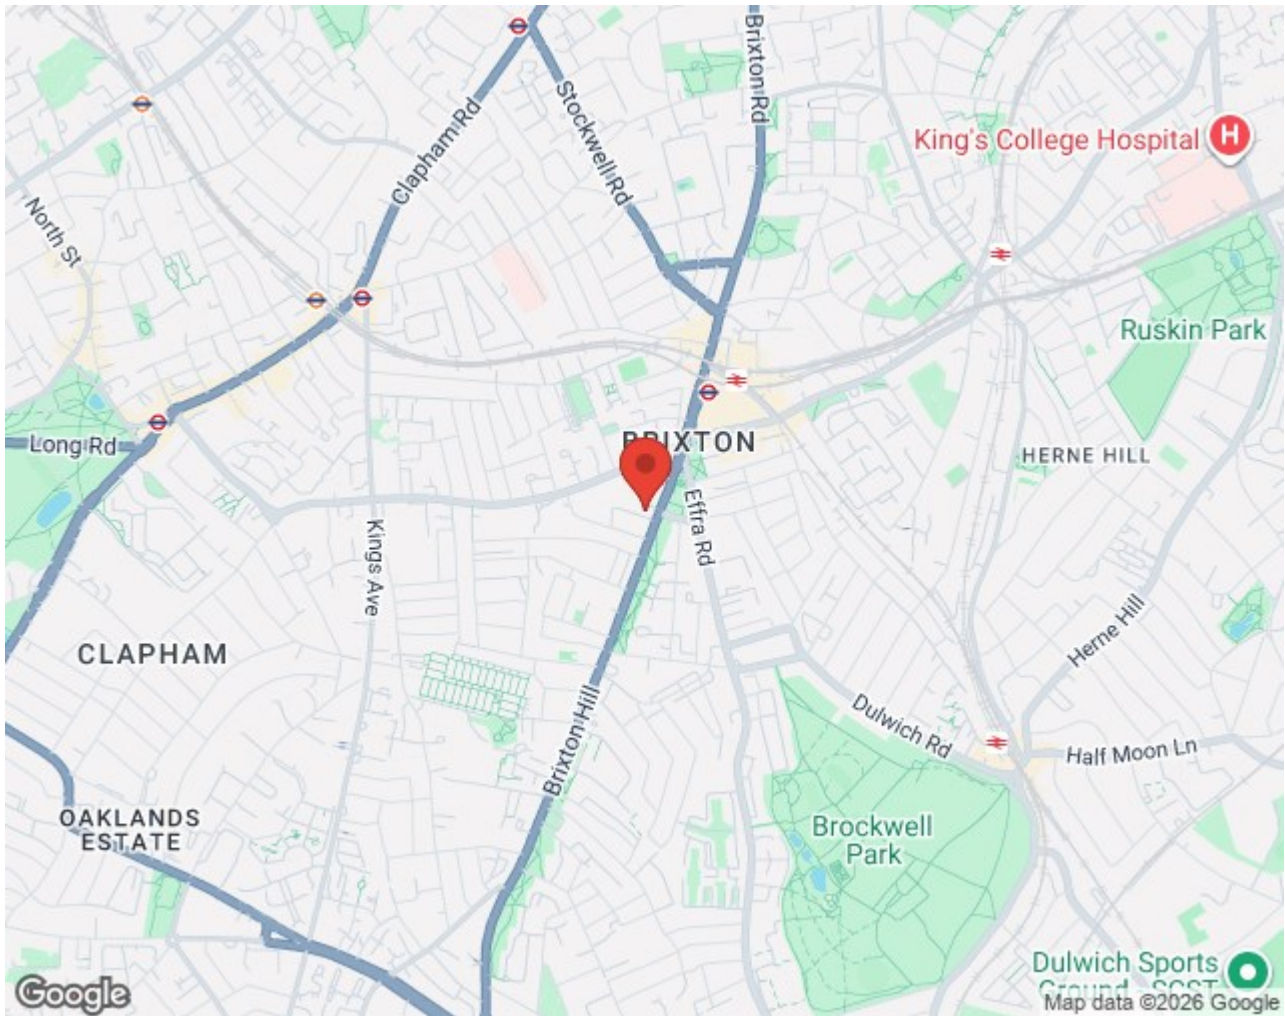 Brixton Rd
Stockwell Rd
Clapham Rd
King's College Hospital
H
North St
Ruskin Park
Long Rd
BRIXTON
HERNE HILL
Effra Rd
Kings Ave
CLAPHAM
Herne Hill
Brixton Hill
Dulwich Rd
Half Moon Ln
OAKLANDS
ESTATE
Brockwell
Park
Dulwich Sports
Ground - SCST
Google
Map data ©2026 Google